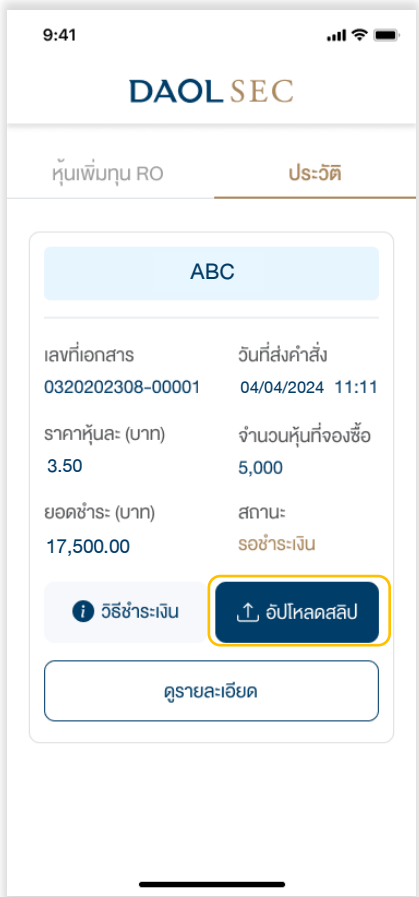 9:41
DAOL SEC
หุ้นเพิ่มทุน RO ประวัติ
ABC
เลขที่เอกสาร วันที่ส่งคำสั่ง
0320202308-00001 04/04/2024 11:11
ราคาหุ้นละ (บาท) จำนวนหุ้นที่จองซื้อ
3.50 5,000
ยอดชำระ (บาท) สถานะ
17,500.00 รอชำระเงิน
วิธีชำระเงิน อัปโหลดสลิป
ดูรายละเอียด